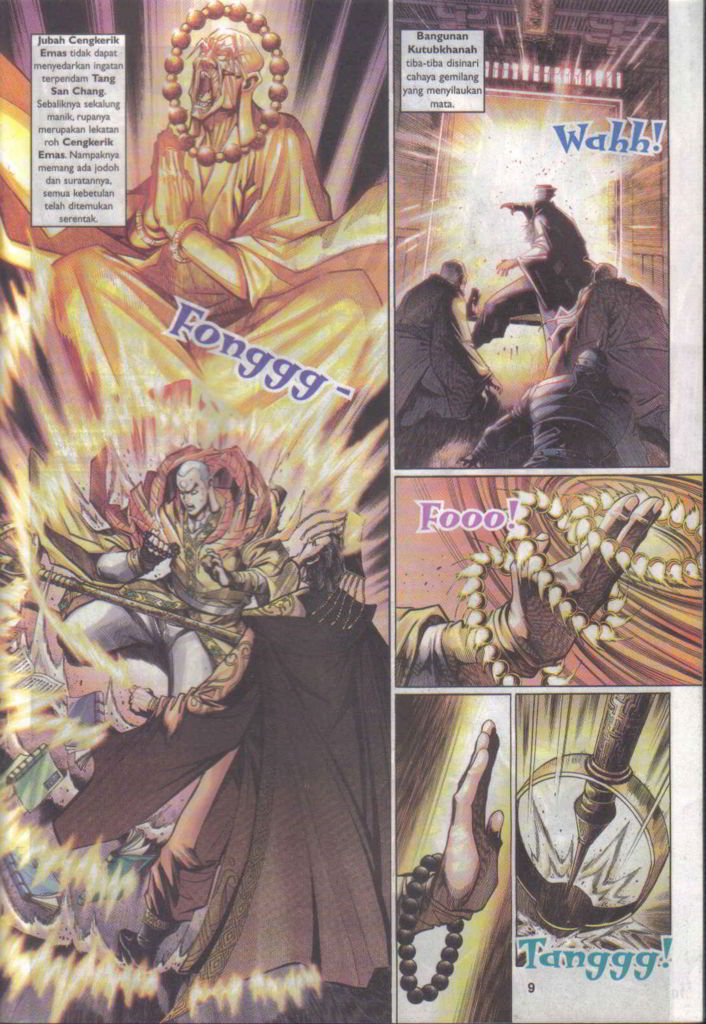 Jubah Cengkerik
Emas tidak dapat
menyedarkan ingatan
terpendam Tang
San Chang.
Sebaliknya sekalung
manik, rupanya
merupakan lekatan
roh Cengkerik
Emas. Nampaknya
memang ada jodoh
dan suratannya,
semua kebetulan
telah ditemukan
serentak.
Fonggg -
Bangunan
Kutubkhanah
tiba-tiba disinari
cahaya gemilang
yang menyilaukan
mata.
Wahh!
Fooo!
Tanggg!
9